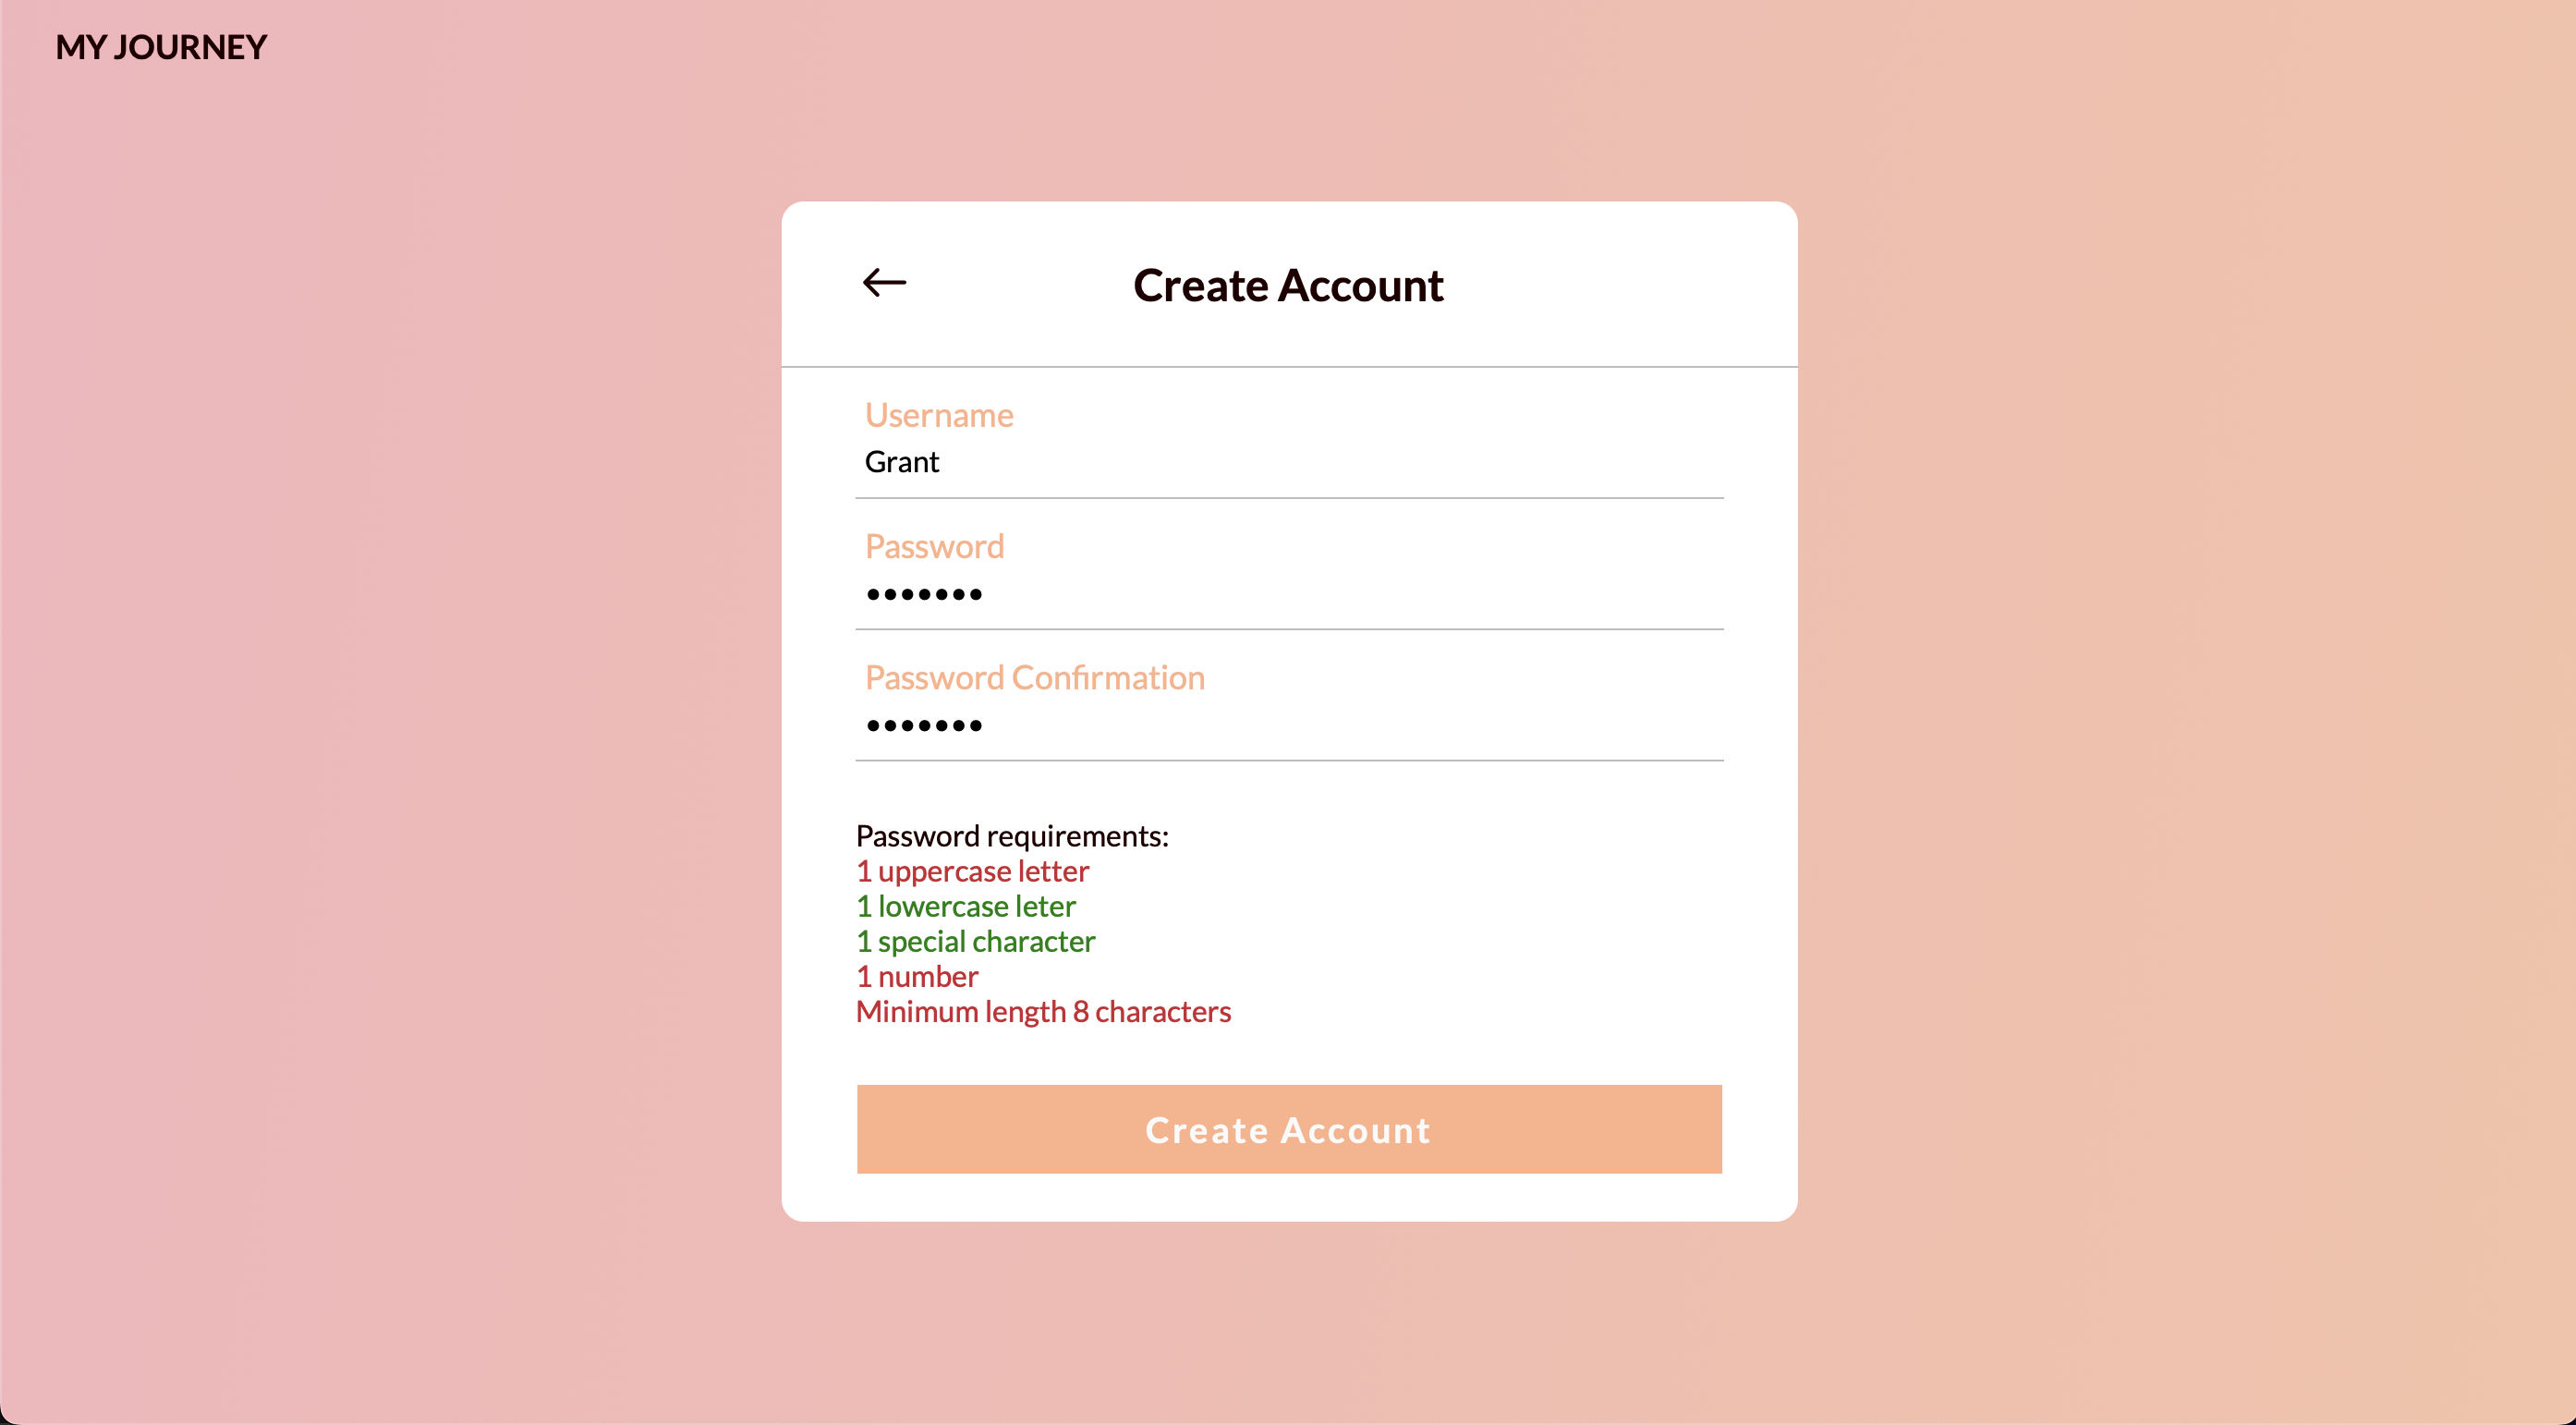 MY JOURNEY
Create Account
Username
Grant
Password
•••••••
Password Confirmation
•••••••
Password requirements:
1 uppercase letter
1 lowercase leter
1 special character
1 number
Minimum length 8 characters
Create Account